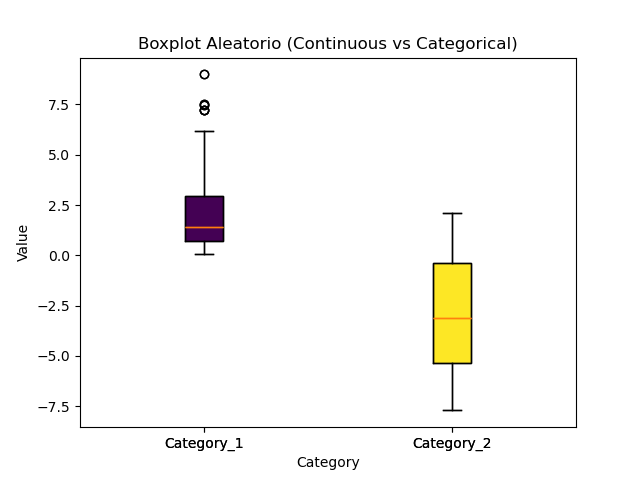 Boxplot Aleatorio (Continuous vs Categorical)
7.5
5.0
2.5
0.0
−2.5
−5.0
−7.5
Value
Category_1
Category_2
Category